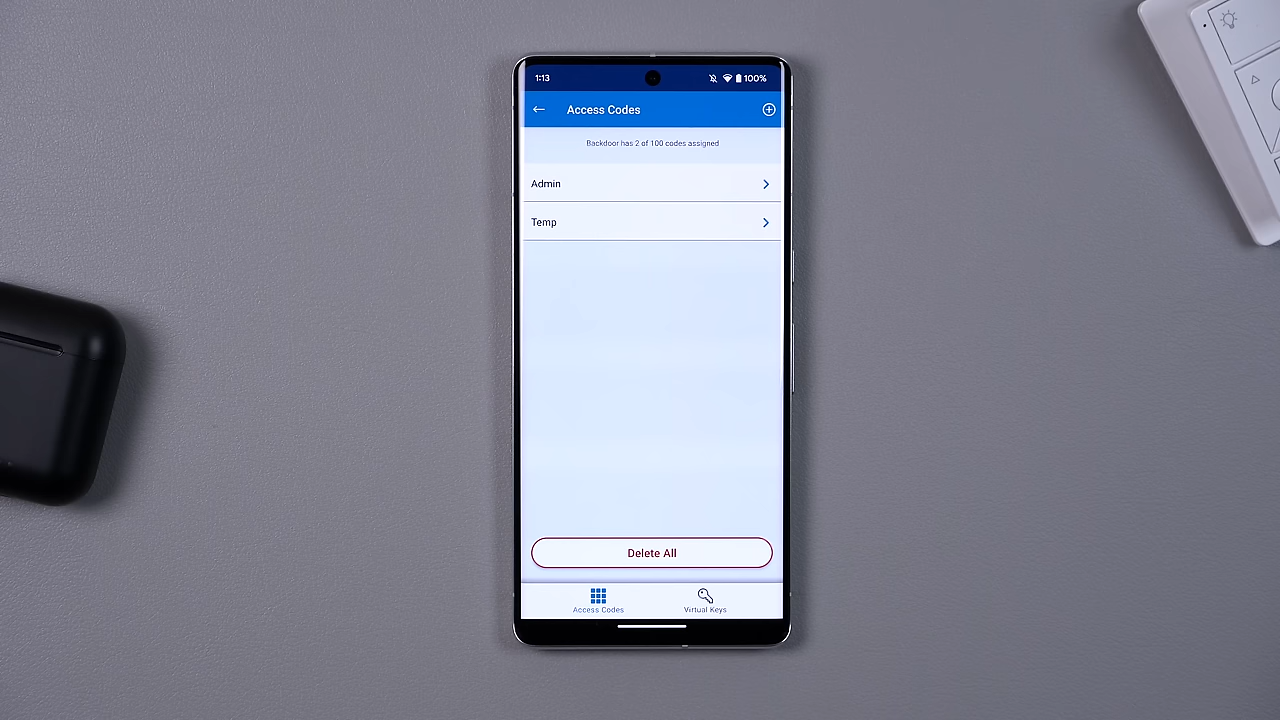 1:13
100%
Access Codes
Backdoor has 2 of 100 codes assigned
Admin
Temp
Delete All
Access Codes
Virtual Keys